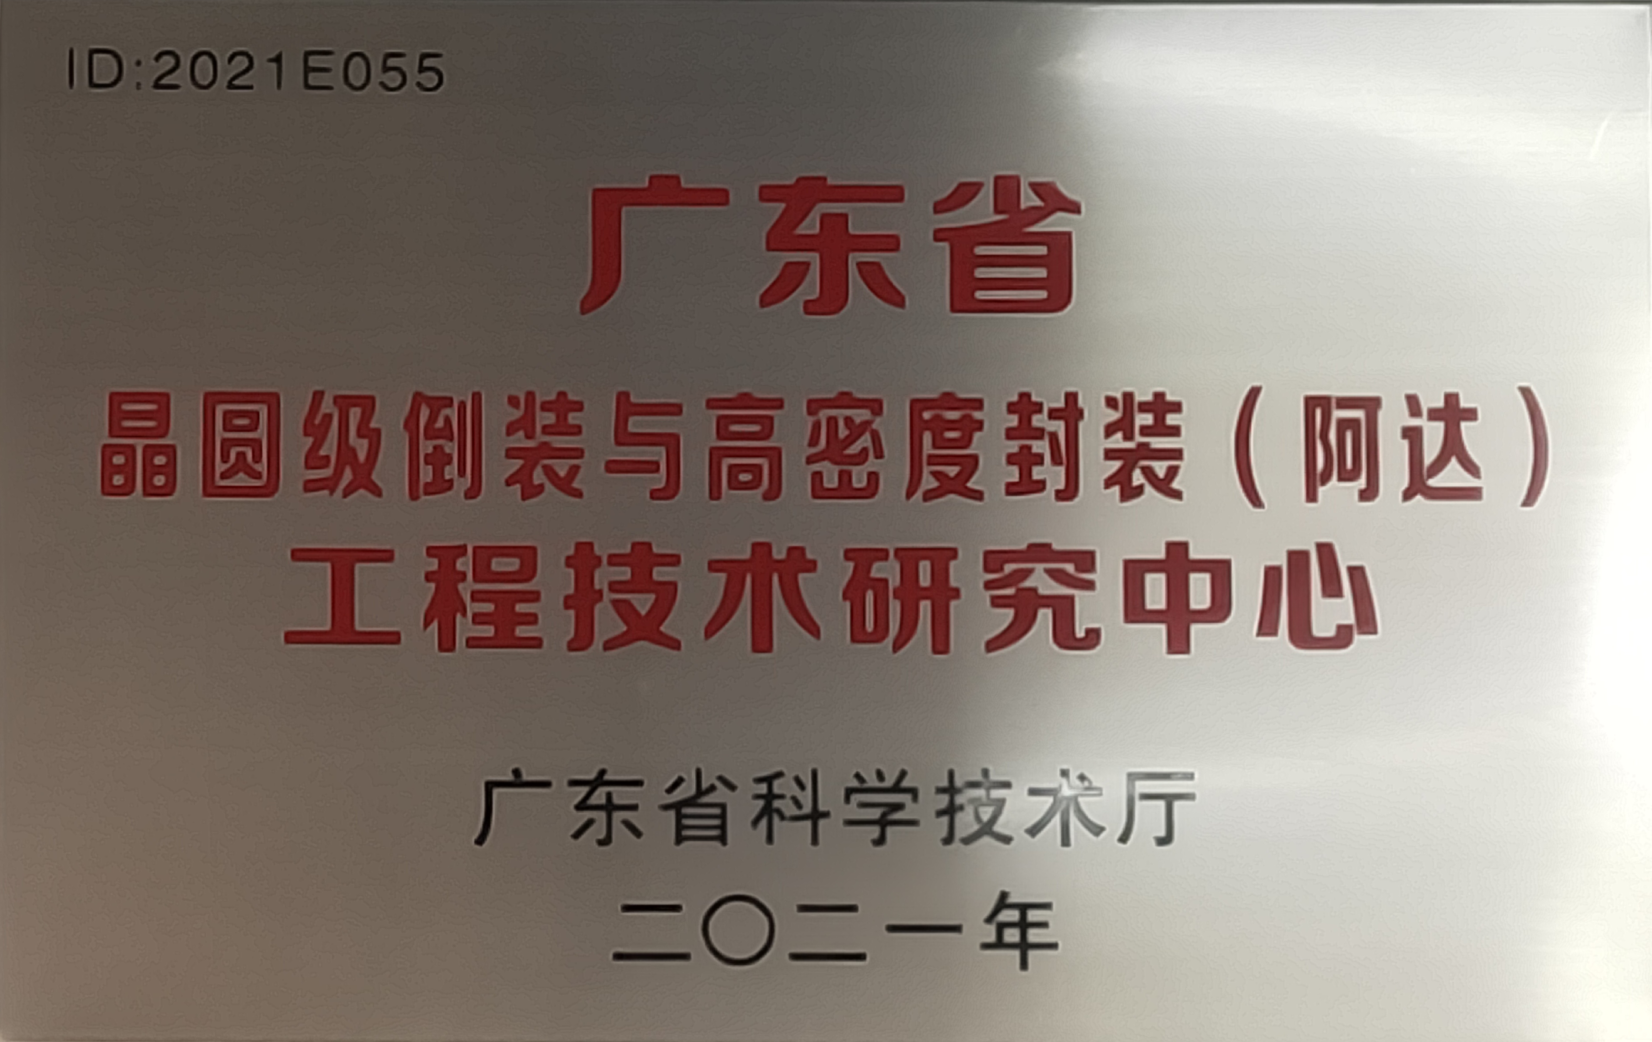 ID:2021E055
广东省
晶圆级倒装与高密度封装（阿达）
工程技术研究中心
广东省科学技术厅
二〇二一年